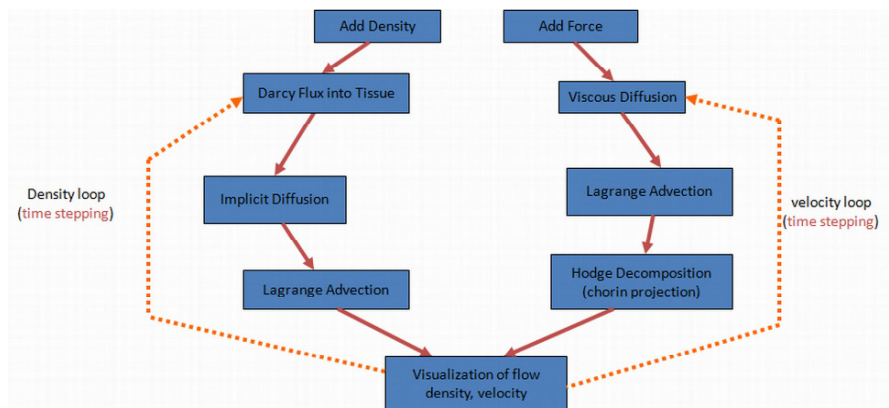 Add Density
Add Force
Darcy Flux into Tissue
Viscous Diffusion
Density loop
(time stepping)
Implicit Diffusion
Lagrange Advection
velocity loop
(time stepping)
Lagrange Advection
Hodge Decomposition
(chorin projection)
Visualization of flow
density, velocity